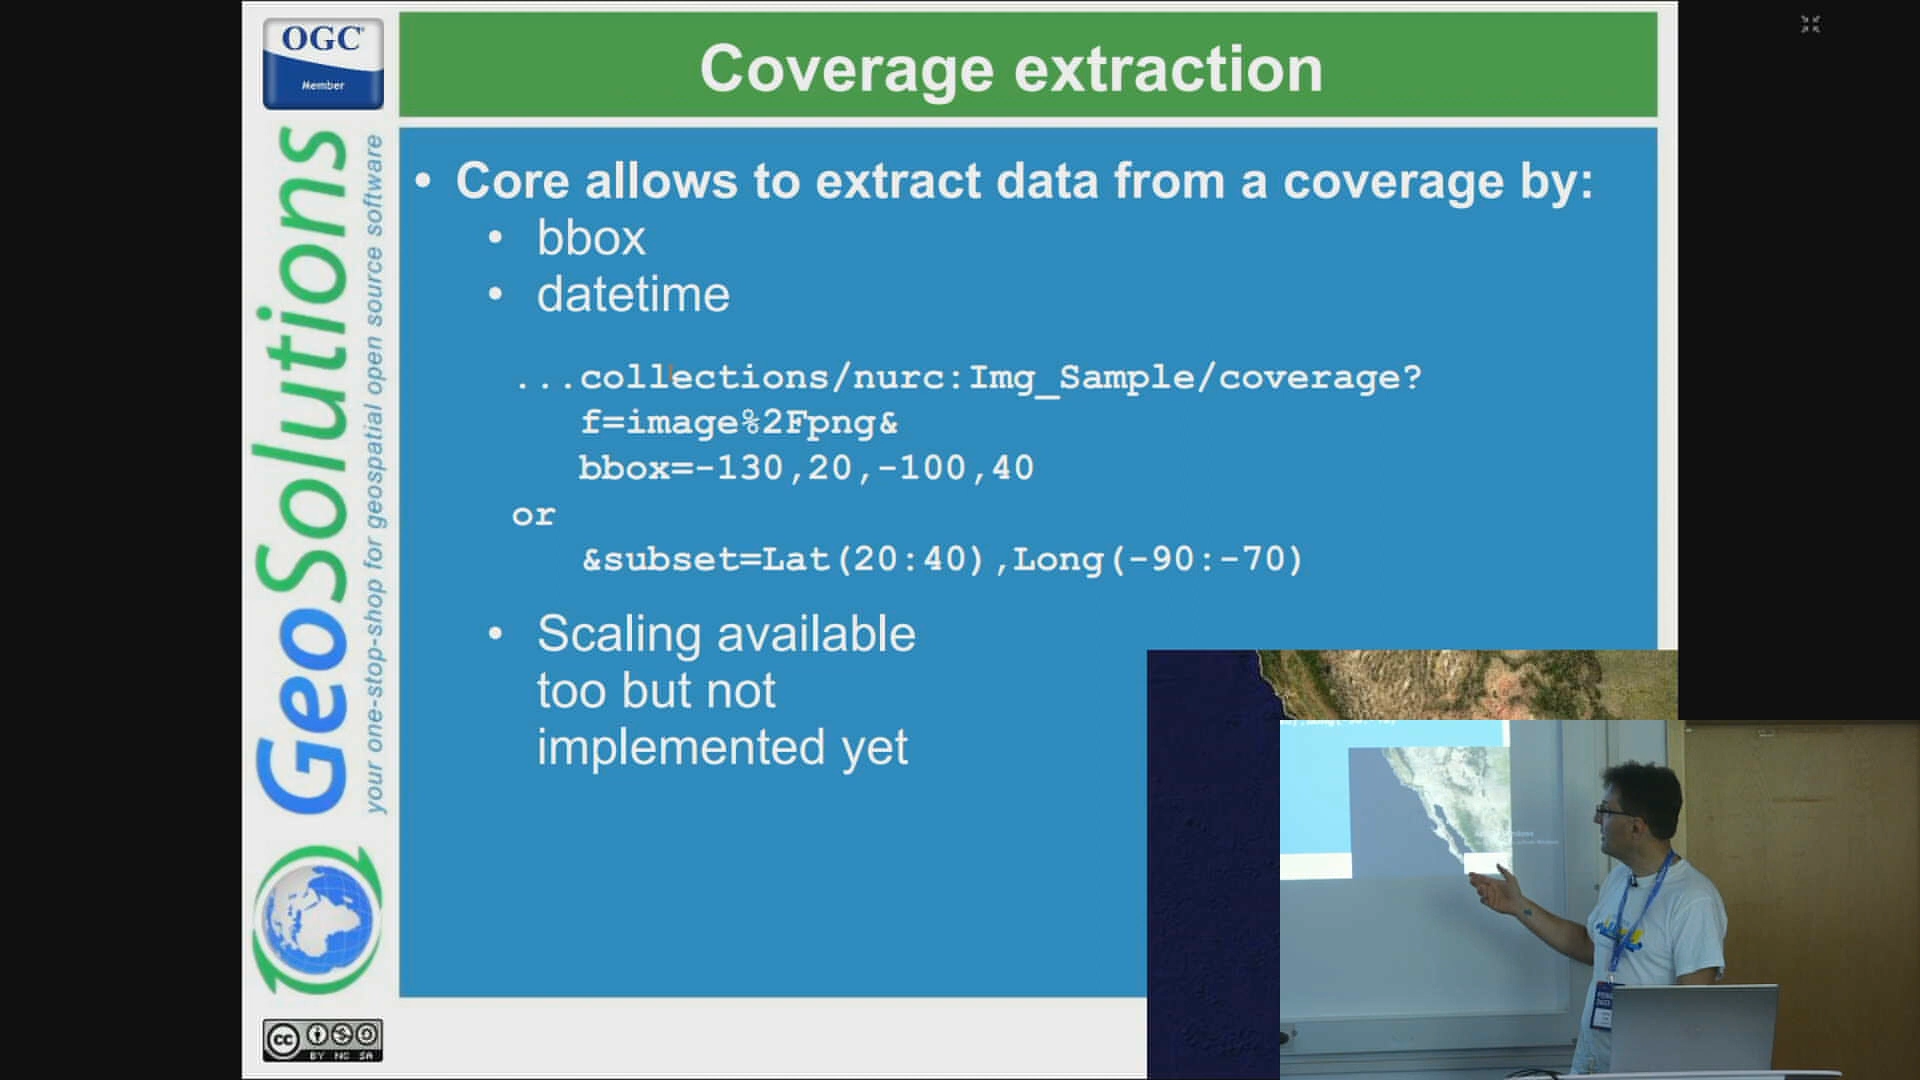 OGC
Member
Coverage extraction
GeoSolutions
your one-stop-shop for geospatial open source software
• Core allows to extract data from a coverage by:
• bbox
• datetime
...collections/nurc:Img_Sample/coverage?
f=image%2Fpng&
bbox=-130,20,-100,40
or
&subset=Lat(20:40),Long(-90:-70)
• Scaling available
too but not
implemented yet
cc
BY NC SA